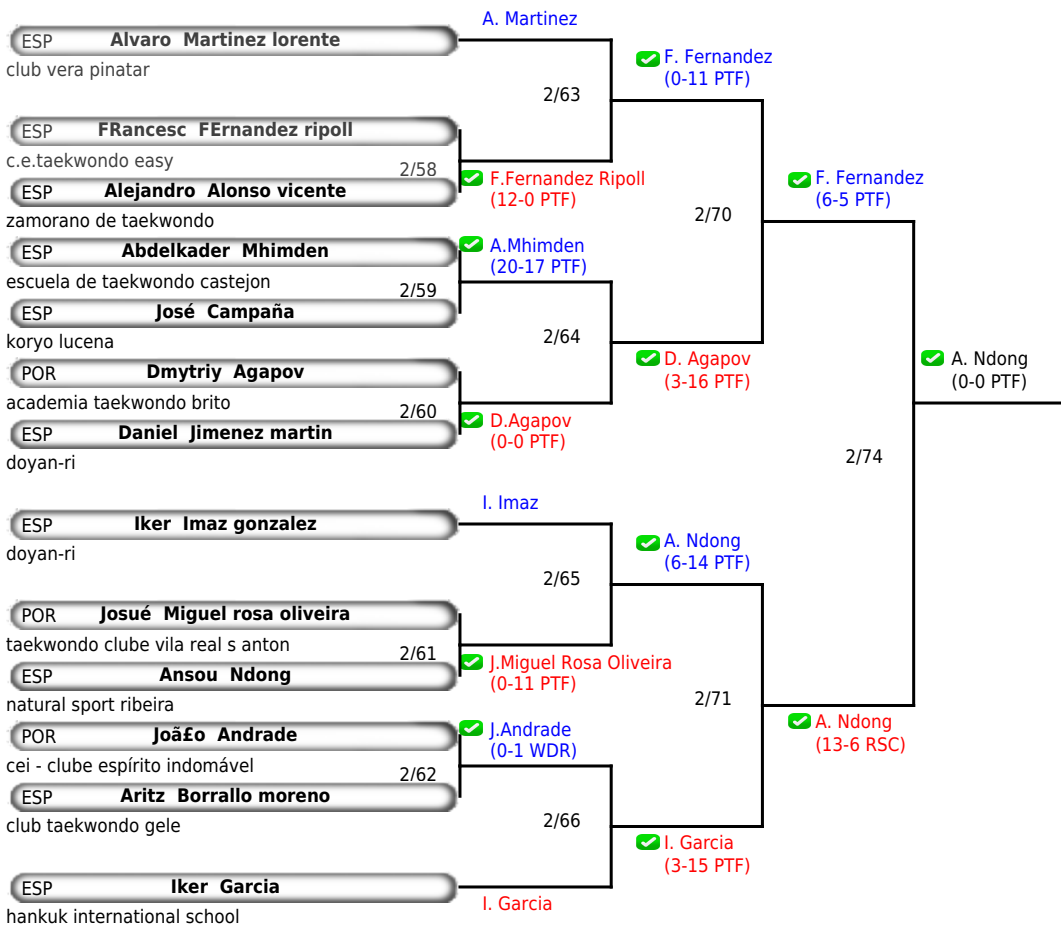 A. Martinez
ESP Alvaro Martinez lorente
club vera pinatar
F. Fernandez
(0-11 PTF)
2/63
ESP FRancesc FErnandez ripoll
c.e.taekwondo easy
2/58
F.Fernandez Ripoll
(12-0 PTF)
ESP Alejandro Alonso vicente
zamorano de taekwondo
F. Fernandez
(6-5 PTF)
2/70
ESP Abdelkader Mhimden
A.Mhimden
(20-17 PTF)
escuela de taekwondo castejon
2/59
ESP José Campaña
koryo lucena
2/64
D. Agapov
(3-16 PTF)
A. Ndong
(0-0 PTF)
POR Dmytriy Agapov
academia taekwondo brito
2/60
D.Agapov
(0-0 PTF)
ESP Daniel Jimenez martin
doyan-ri
2/74
I. Imaz
ESP Iker Imaz gonzalez
doyan-ri
A. Ndong
(6-14 PTF)
2/65
POR Josué Miguel rosa oliveira
taekwondo clube vila real s anton
2/61
J.Miguel Rosa Oliveira
(0-11 PTF)
ESP Ansou Ndong
natural sport ribeira
2/71
A. Ndong
(13-6 RSC)
POR Joã£o Andrade
J.Andrade
(0-1 WDR)
cei - clube espírito indomável
2/62
ESP Aritz Borrallo moreno
club taekwondo gele
2/66
I. Garcia
(3-15 PTF)
ESP Iker Garcia
I. Garcia
hankuk international school